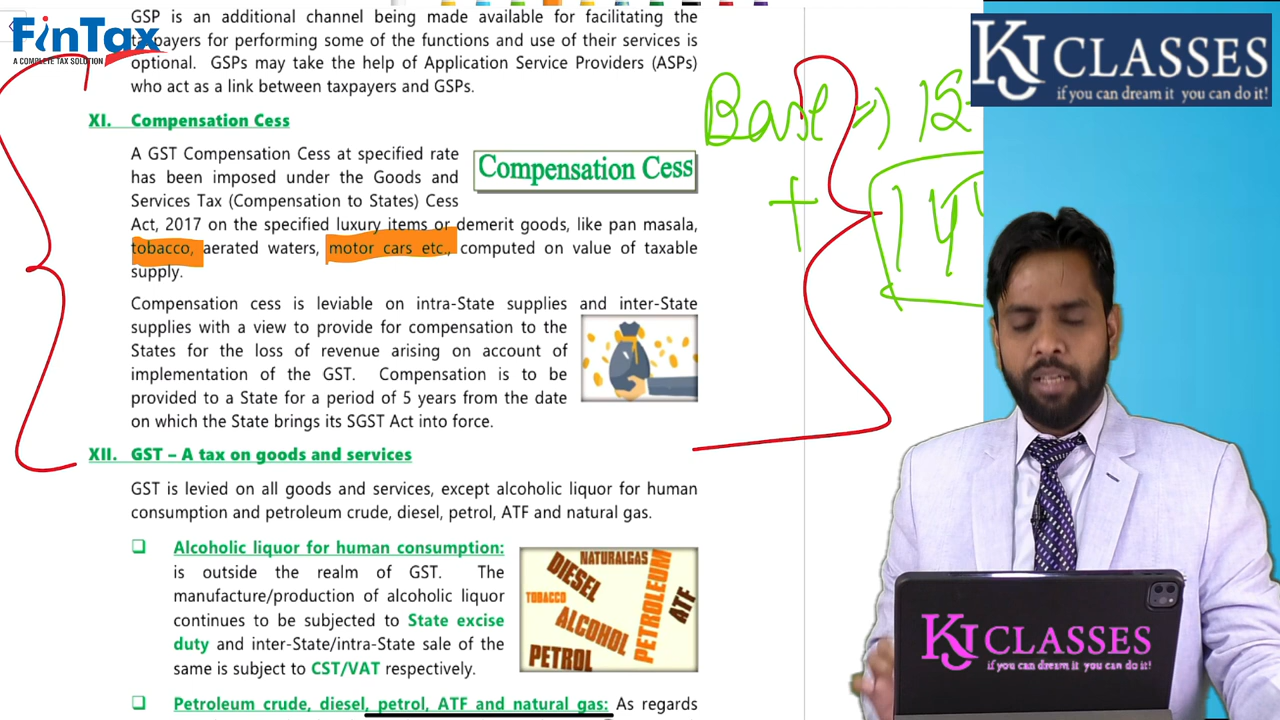 GSP is an additional channel being made available for facilitating the
taxpayers for performing some of the functions and use of their services is
optional. GSPs may take the help of Application Service Providers (ASPs)
who act as a link between taxpayers and GSPs.
FinTax
A COMPLETE TAX SOLUTION
KJ CLASSES
if you can dream it you can do it!
Base => 18
+
XI. Compensation Cess
A GST Compensation Cess at specified rate
has been imposed under the Goods and
Services Tax (Compensation to States) Cess
Act, 2017 on the specified luxury items or demerit goods, like pan masala,
tobacco, aerated waters, motor cars etc., computed on value of taxable
supply.
Compensation Cess
Compensation cess is leviable on intra-State supplies and inter-State
supplies with a view to provide for compensation to the
States for the loss of revenue arising on account of
implementation of the GST. Compensation is to be
provided to a State for a period of 5 years from the date
on which the State brings its SGST Act into force.
XII. GST – A tax on goods and services
GST is levied on all goods and services, except alcoholic liquor for human
consumption and petroleum crude, diesel, petrol, ATF and natural gas.
Alcoholic liquor for human consumption:
is outside the realm of GST. The
manufacture/production of alcoholic liquor
continues to be subjected to State excise
duty and inter-State/intra-State sale of the
same is subject to CST/VAT respectively.
NATURALGAS
DIESEL
TOBACCO
ALCOHOL
PETROLEUM
ATF
PETROL
Petroleum crude, diesel, petrol, ATF and natural gas: As regards
KJ CLASSES
if you can dream it you can do it!